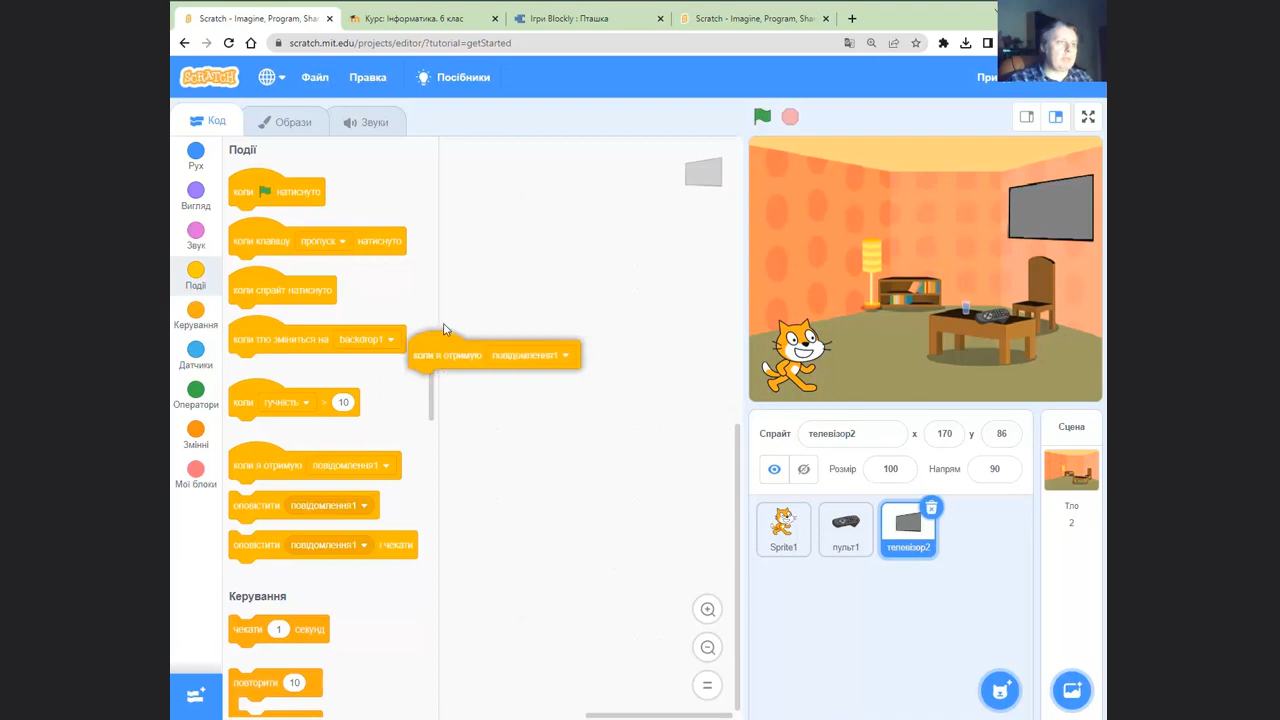 Scratch - Imagine, Program, Sha × Курс: Інформатика. 6 клас × Ігри Blockly : Пташка × Scratch - Imagine, Program, Sha × +
scratch.mit.edu/projects/editor/?tutorial=getStarted
SCRATCH Файл Правка Посібники При
Код Образи Звуки
Рух
Вигляд
Звук
Події
Керування
Датчики
Оператори
Змінні
Мої блоки
Події
коли натиснуто
коли клавішу пропуск натиснуто
коли спрайт натиснуто
коли тло зміниться на backdrop1
коли гучність > 10
коли я отримую повідомлення1
оповістити повідомлення1
оповістити повідомлення1 і чекати
Керування
чекати 1 секунд
повторити 10
коли я отримую повідомлення1
Спрайт телевізор2 x 170 y 86
Розмір 100 Напрям 90
Sprite1 пульт1 телевізор2
Сцена
Тло
2